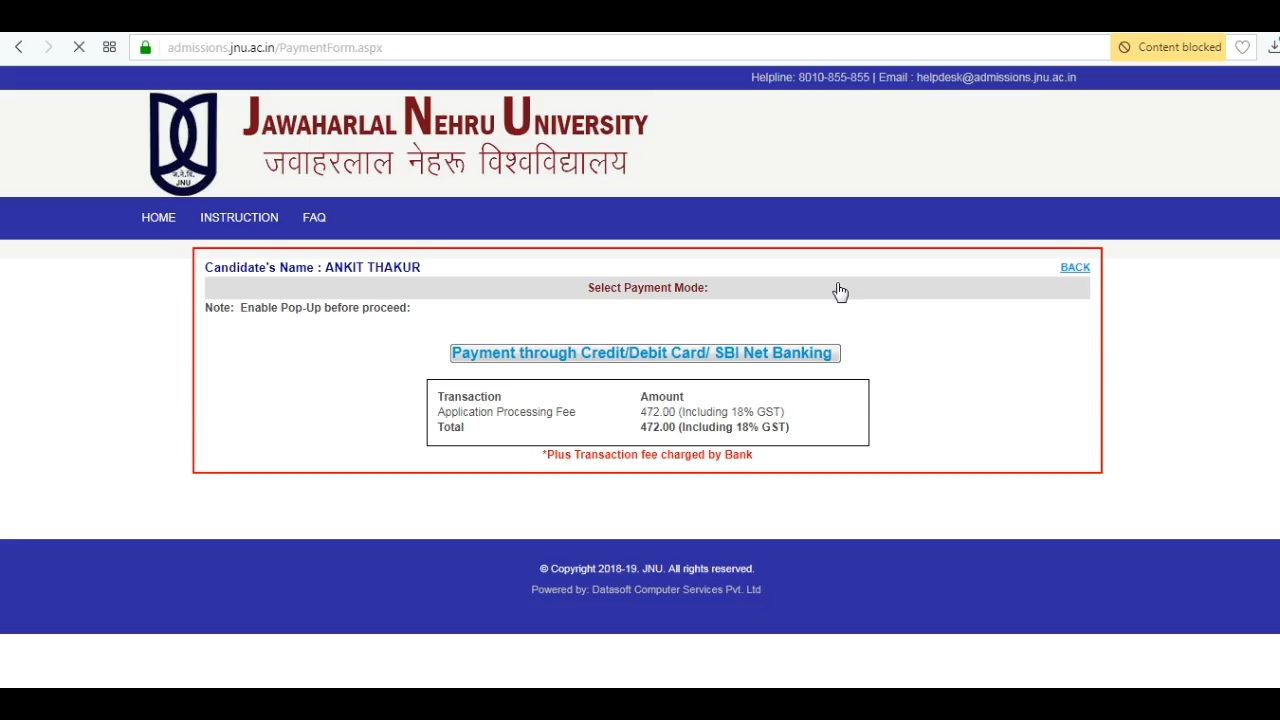 admissions.jnu.ac.in/PaymentForm.aspx
Content blocked
Helpline: 8010-855-855 | Email : helpdesk@admissions.jnu.ac.in
JAWAHARLAL NEHRU UNIVERSITY
जवाहरलाल नेहरू विश्वविद्यालय
JNU
HOME INSTRUCTION FAQ
Candidate's Name : ANKIT THAKUR
BACK
Select Payment Mode:
Note: Enable Pop-Up before proceed:
Payment through Credit/Debit Card/ SBI Net Banking
Transaction Amount
Application Processing Fee 472.00 (Including 18% GST)
Total 472.00 (Including 18% GST)
*Plus Transaction fee charged by Bank
© Copyright 2018-19. JNU. All rights reserved.
Powered by: Datasoft Computer Services Pvt. Ltd